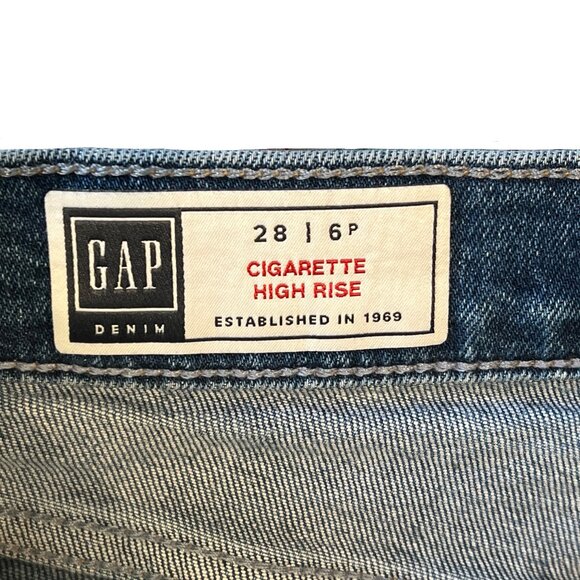 GAP
DENIM
28 | 6P
CIGARETTE
HIGH RISE
ESTABLISHED IN 1969